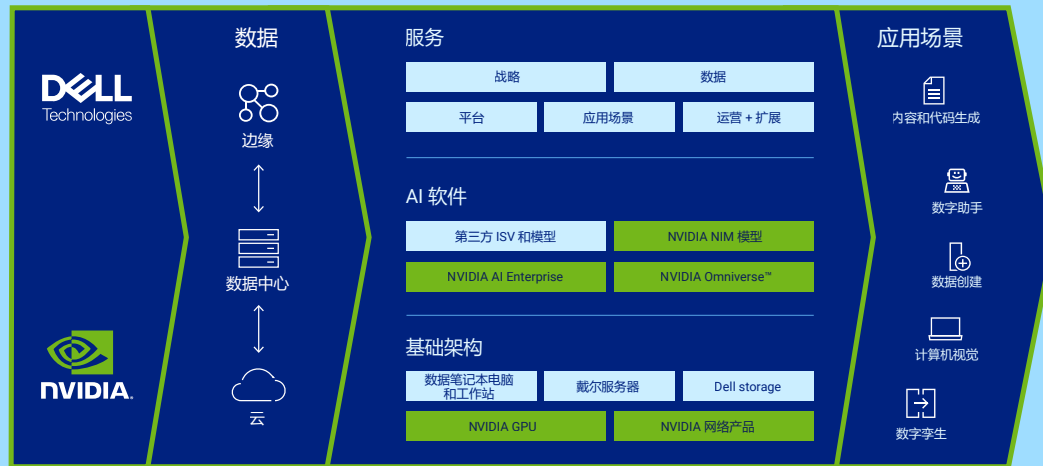 DELL
Technologies
NVIDIA.
数据
边缘
数据中心
云
服务
战略
数据
平台
应用场景
运营 + 扩展
AI 软件
第三方 ISV 和模型
NVIDIA NIM 模型
NVIDIA AI Enterprise
NVIDIA Omniverse™
基础架构
数据笔记本电脑
和工作站
戴尔服务器
Dell storage
NVIDIA GPU
NVIDIA 网络产品
应用场景
内容和代码生成
数字助手
数据创建
计算机视觉
数字孪生